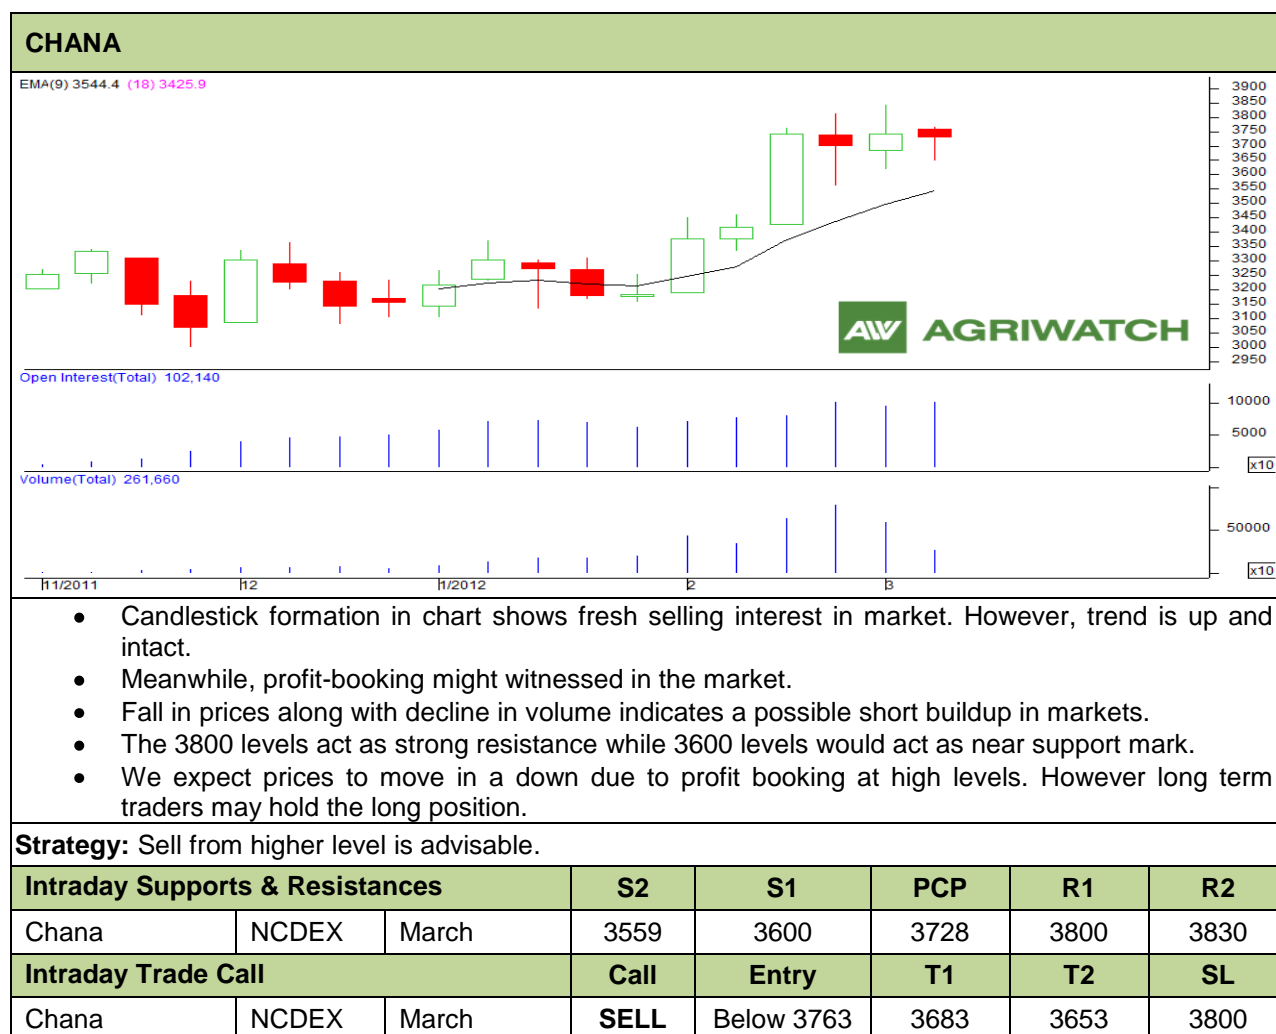 CHANA
EMA(9) 3544.4 (18) 3425.9
3900
3850
3800
3750
3700
3650
3600
3550
3500
3450
3400
3350
3300
3250
3200
3150
3100
3050
3000
2950
AW AGRIWATCH
Open Interest(Total) 102,140
10000
5000
x10
Volume(Total) 261,660
50000
x10
11/2011 12 1/2012 2 3
• Candlestick formation in chart shows fresh selling interest in market. However, trend is up and
intact.
• Meanwhile, profit-booking might witnessed in the market.
• Fall in prices along with decline in volume indicates a possible short buildup in markets.
• The 3800 levels act as strong resistance while 3600 levels would act as near support mark.
• We expect prices to move in a down due to profit booking at high levels. However long term
traders may hold the long position.
Strategy: Sell from higher level is advisable.
Intraday Supports & Resistances S2 S1 PCP R1 R2
Chana NCDEX March 3559 3600 3728 3800 3830
Intraday Trade Call Call Entry T1 T2 SL
Chana NCDEX March SELL Below 3763 3683 3653 3800